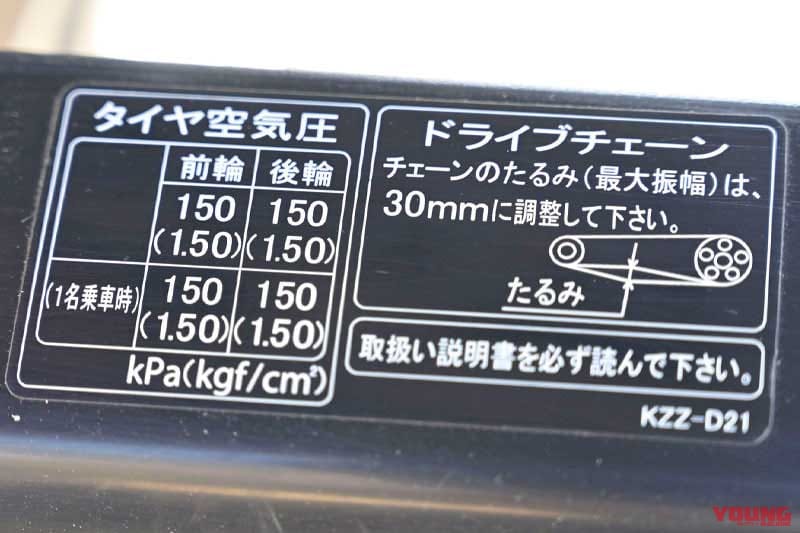 タイヤ空気圧
前輪 後輪
150 150
(1.50) (1.50)
(1名乗車時) 150 150
(1.50) (1.50)
kPa(kgf/cm²)
ドライブチェーン
チェーンのたるみ(最大振幅)は、
30mmに調整して下さい。
たるみ
取扱い説明書を必ず読んで下さい。
KZZ-D21
YOUNG